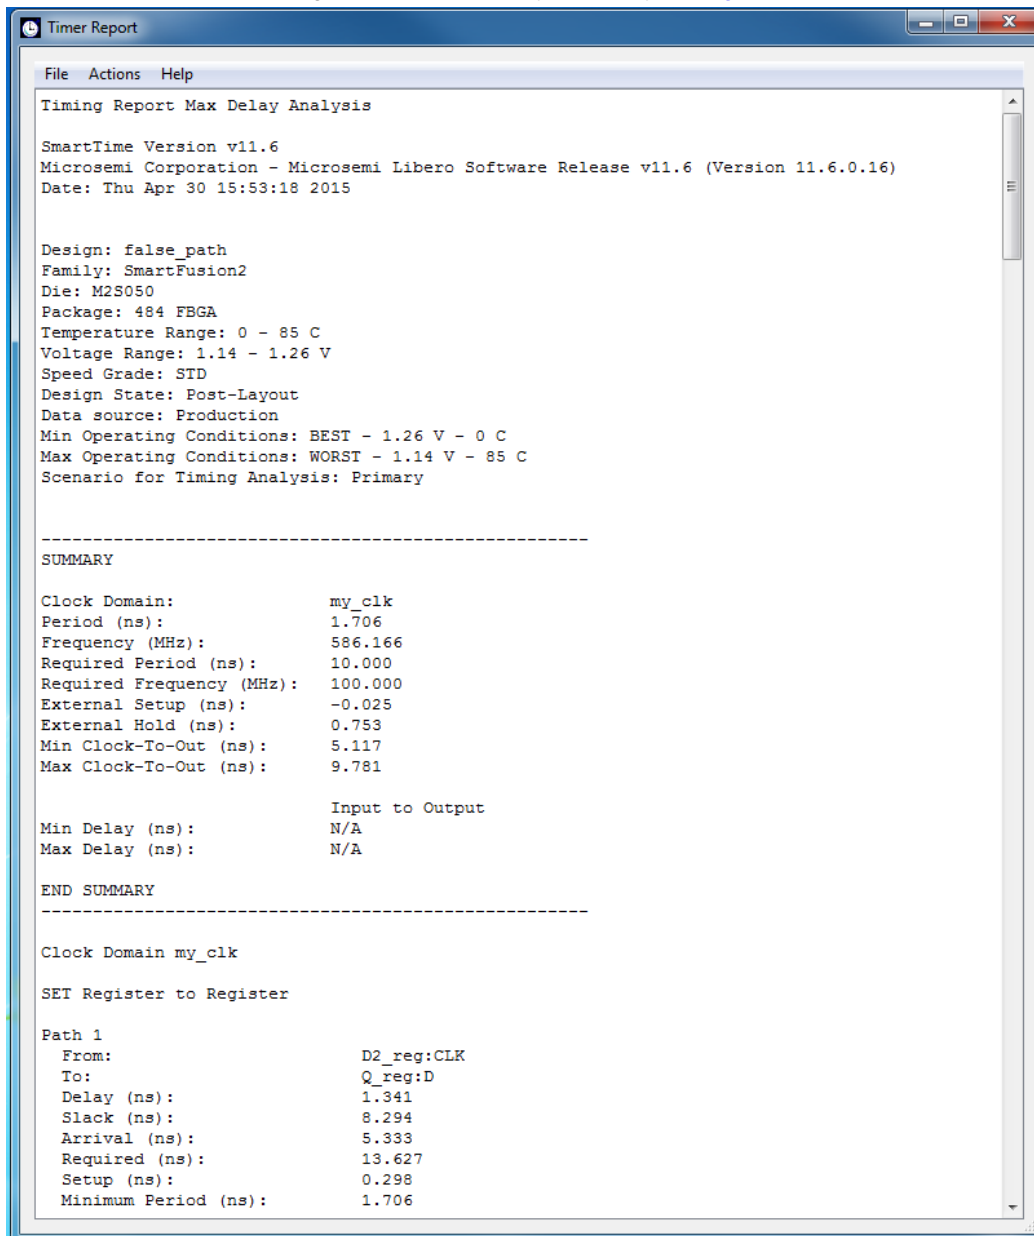 Timer Report
File Actions Help
Timing Report Max Delay Analysis
SmartTime Version v11.6
Microsemi Corporation - Microsemi Libero Software Release v11.6 (Version 11.6.0.16)
Date: Thu Apr 30 15:53:18 2015
Design: false_path
Family: SmartFusion2
Die: M2S050
Package: 484 FBGA
Temperature Range: 0 - 85 C
Voltage Range: 1.14 - 1.26 V
Speed Grade: STD
Design State: Post-Layout
Data source: Production
Min Operating Conditions: BEST - 1.26 V - 0 C
Max Operating Conditions: WORST - 1.14 V - 85 C
Scenario for Timing Analysis: Primary
-----------------------------------------------------
SUMMARY
Clock Domain: my_clk
Period (ns): 1.706
Frequency (MHz): 586.166
Required Period (ns): 10.000
Required Frequency (MHz): 100.000
External Setup (ns): -0.025
External Hold (ns): 0.753
Min Clock-To-Out (ns): 5.117
Max Clock-To-Out (ns): 9.781
Input to Output
Min Delay (ns): N/A
Max Delay (ns): N/A
END SUMMARY
-----------------------------------------------------
Clock Domain my_clk
SET Register to Register
Path 1
From: D2_reg:CLK
To: Q_reg:D
Delay (ns): 1.341
Slack (ns): 8.294
Arrival (ns): 5.333
Required (ns): 13.627
Setup (ns): 0.298
Minimum Period (ns): 1.706